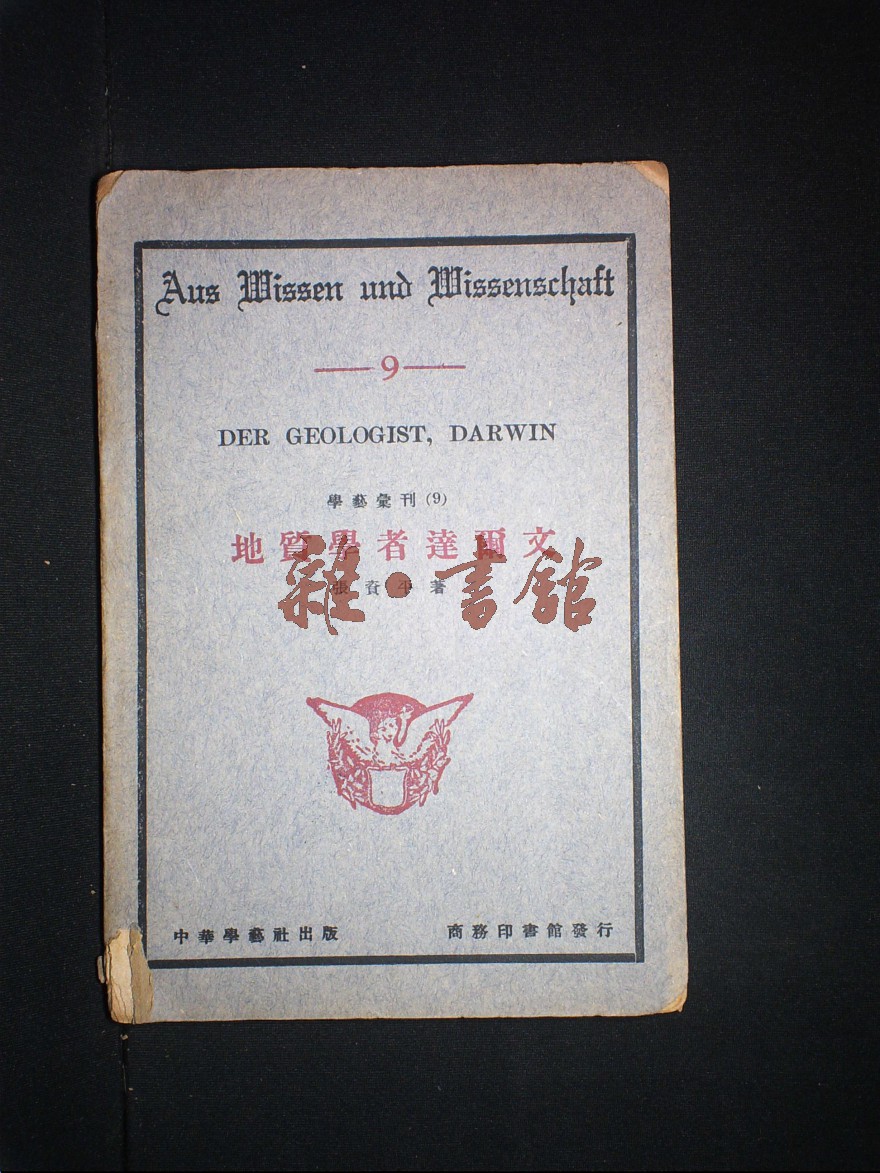 Aus Wissen und Wissenschaft
—9—
DER GEOLOGIST, DARWIN
學藝彙刊(9)
地質學者達爾文
張資平著
雜·書館
中華學藝社出版 商務印書館發行